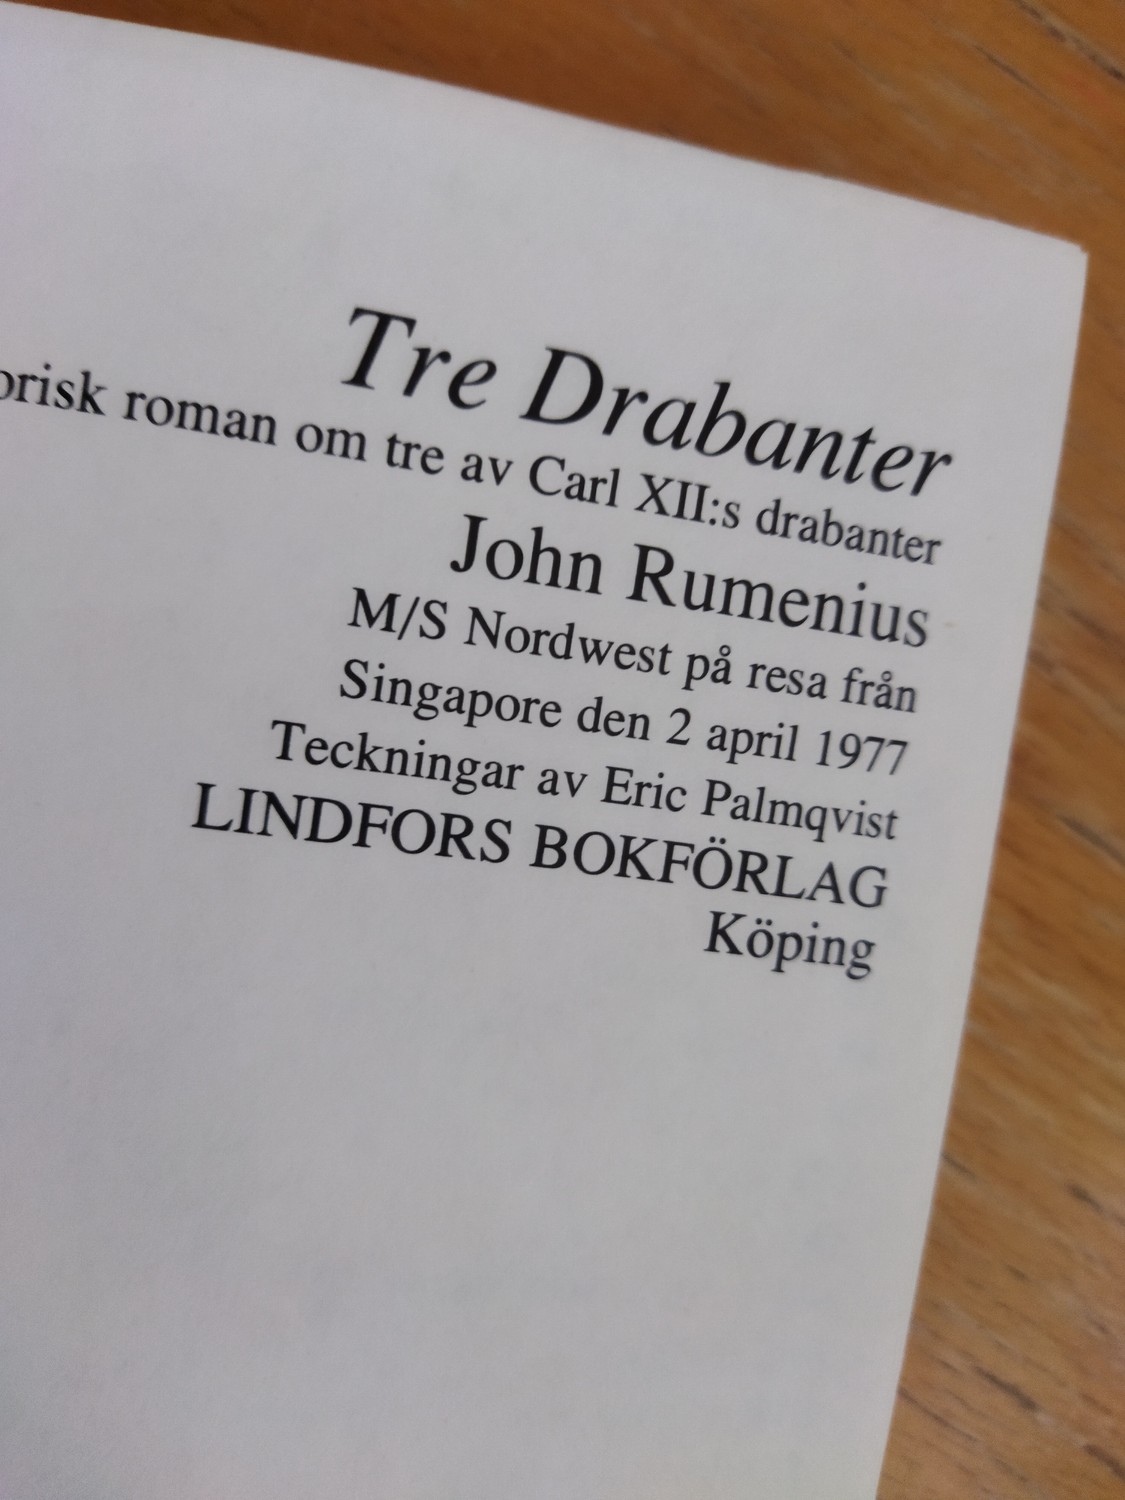 Tre Drabanter
orisk roman om tre av Carl XII:s drabanter
John Rumenius
M/S Nordwest på resa från
Singapore den 2 april 1977
Teckningar av Eric Palmqvist
LINDFORS BOKFÖRLAG
Köping